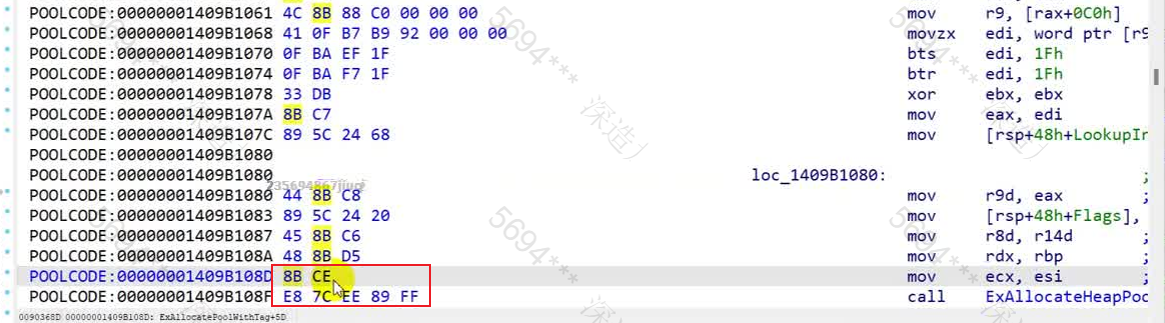 POOLCODE:00000001409B1061 4C 8B 88 C0 00 00 00 mov r9, [rax+0C0h]
POOLCODE:00000001409B1068 41 0F B7 B9 92 00 00 00 movzx edi, word ptr [r9
POOLCODE:00000001409B1070 0F BA EF 1F bts edi, 1Fh
POOLCODE:00000001409B1074 0F BA F7 1F btr edi, 1Fh
POOLCODE:00000001409B1078 33 DB xor ebx, ebx
POOLCODE:00000001409B107A 8B C7 mov eax, edi
POOLCODE:00000001409B107C 89 5C 24 68 mov [rsp+48h+LookupIn
POOLCODE:00000001409B1080
POOLCODE:00000001409B1080 loc_1409B1080: ;
POOLCODE:00000001409B1080 44 8B C8 mov r9d, eax ;
POOLCODE:00000001409B1083 89 5C 24 20 mov [rsp+48h+Flags], ;
POOLCODE:00000001409B1087 45 8B C6 mov r8d, r14d ;
POOLCODE:00000001409B108A 48 8B D5 mov rdx, rbp ;
POOLCODE:00000001409B108D 8B CE mov ecx, esi ;
POOLCODE:00000001409B108F E8 7C EE 89 FF call ExAllocateHeapPoo
0090368D 00000001409B108D: ExAllocatePoolWithTag+5D
5694*** 深造)
5694*** 深造)
5694***
5694***